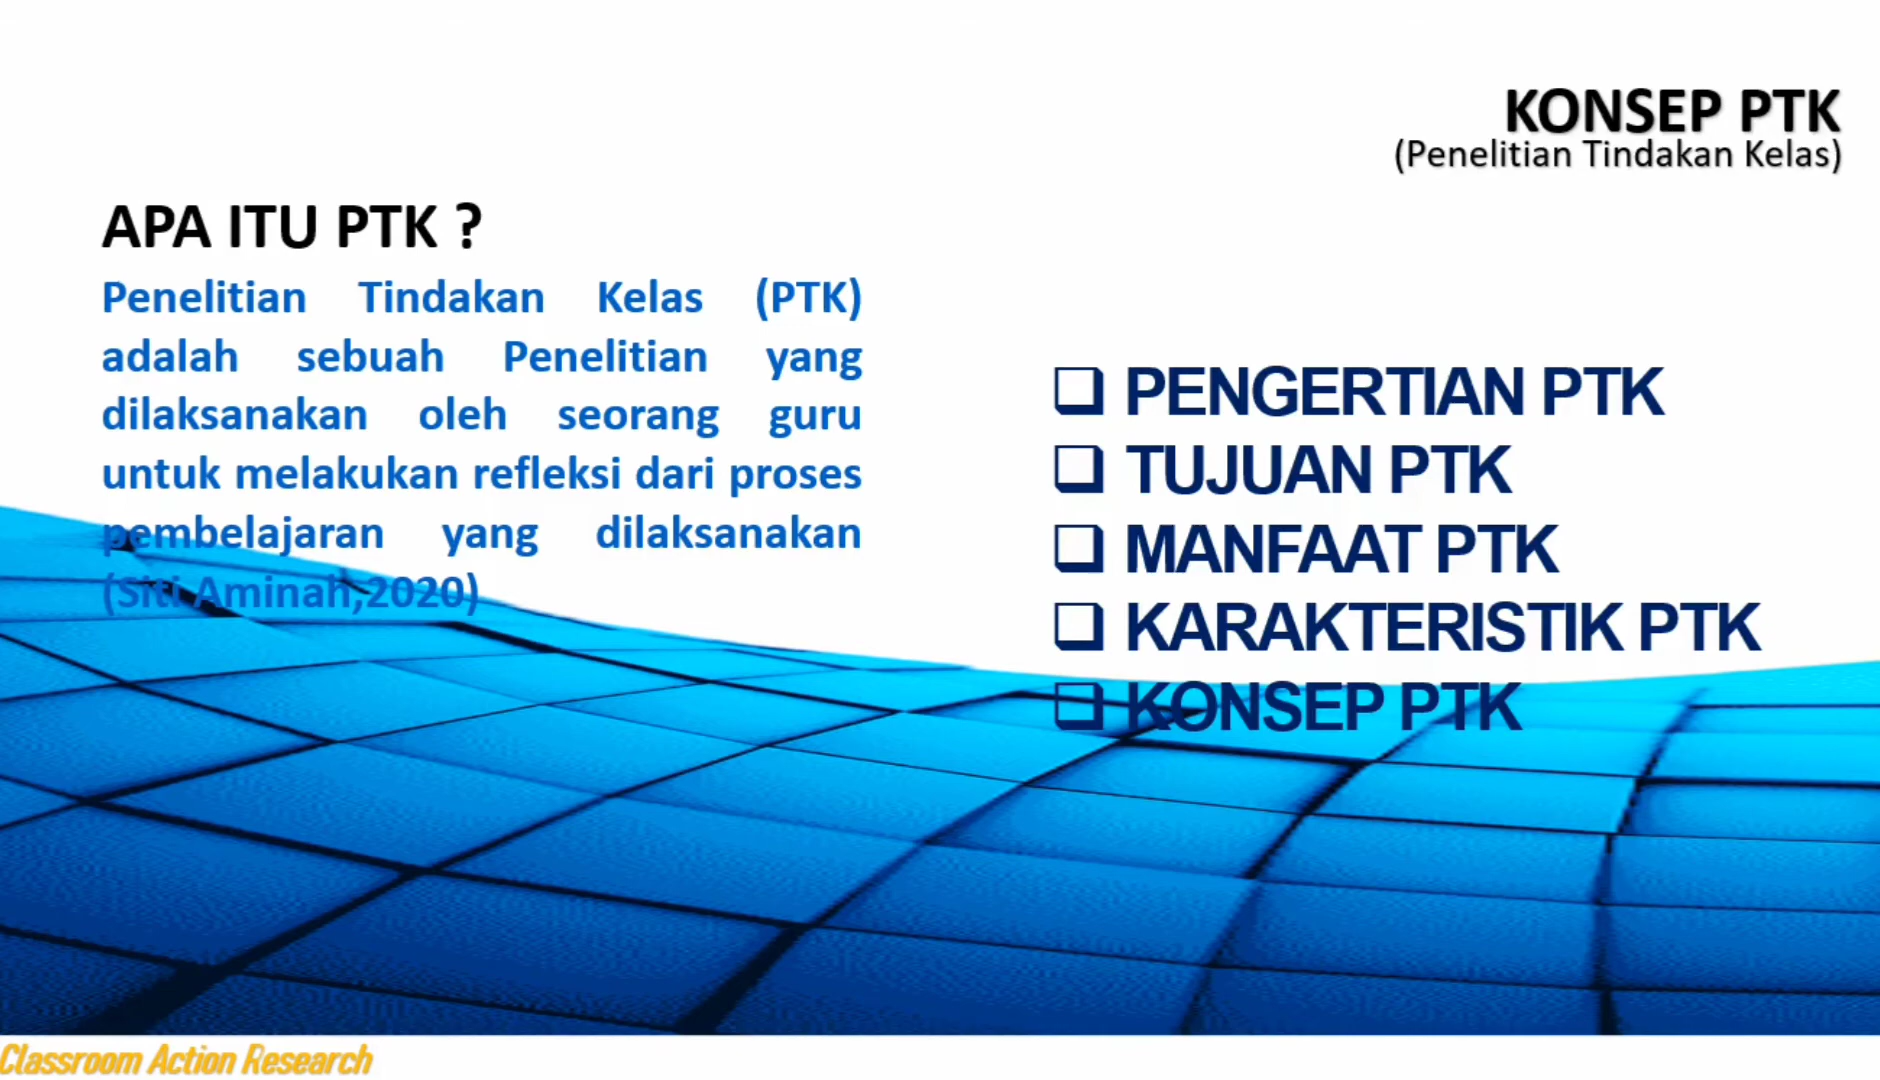 KONSEP PTK
(Penelitian Tindakan Kelas)
APA ITU PTK ?
Penelitian Tindakan Kelas (PTK)
adalah sebuah Penelitian yang
dilaksanakan oleh seorang guru
untuk melakukan refleksi dari proses
pembelajaran yang dilaksanakan
(Siti Aminah,2020)
❑ PENGERTIAN PTK
❑ TUJUAN PTK
❑ MANFAAT PTK
❑ KARAKTERISTIK PTK
❑ KONSEP PTK
Classroom Action Research